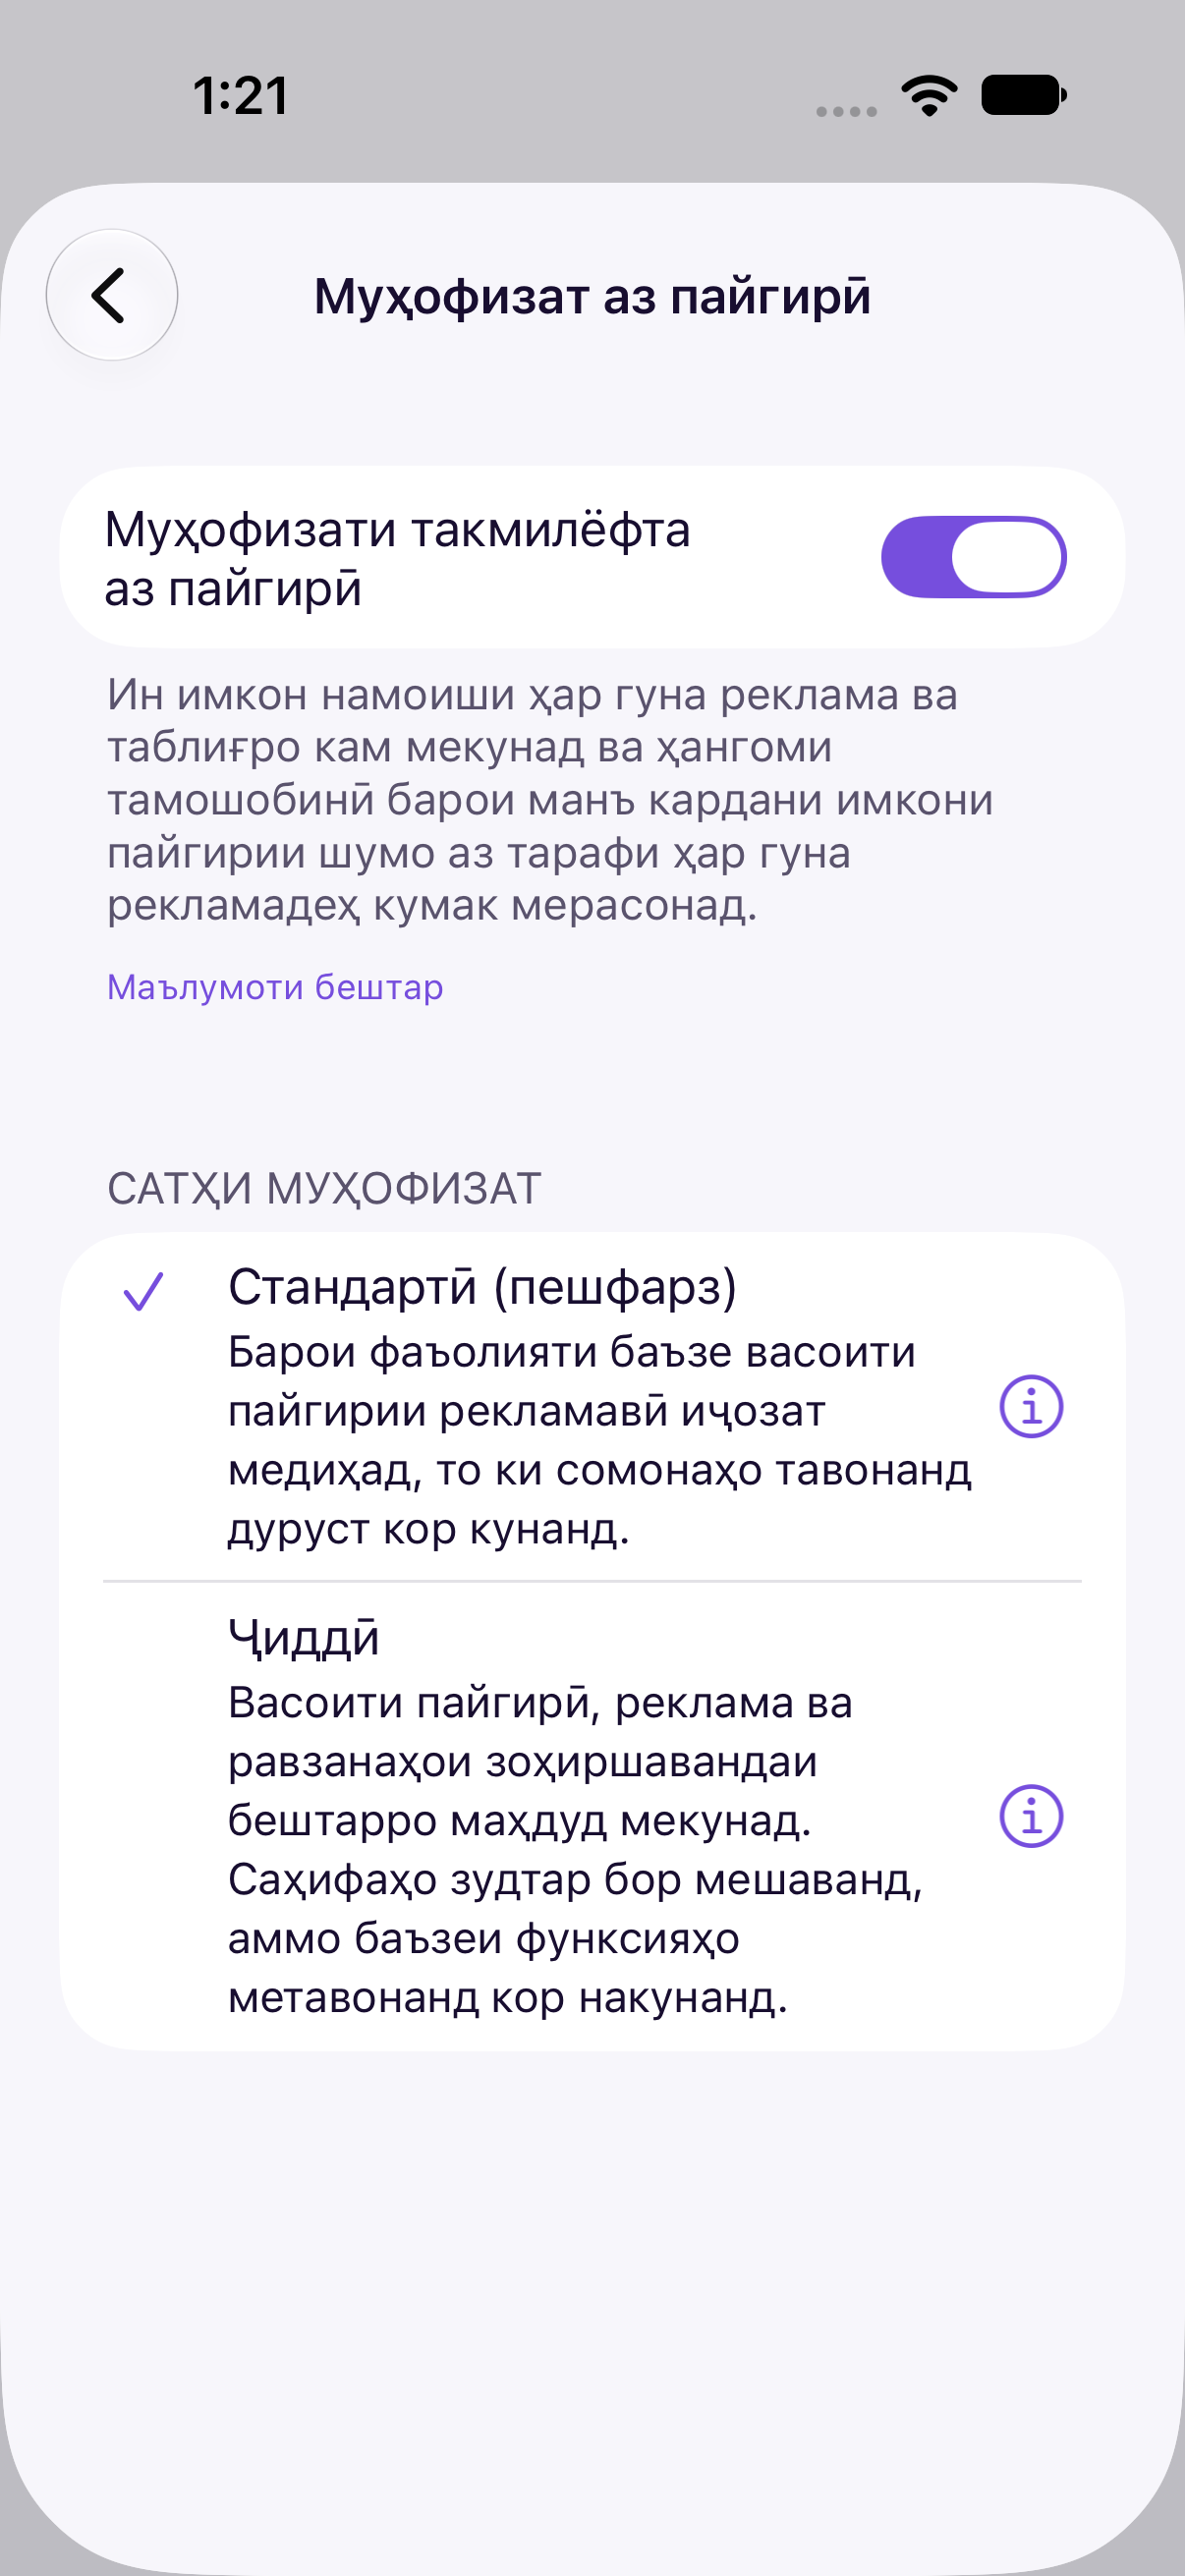 1:21
Муҳофизат аз пайгирӣ
Муҳофизати такмилёфта
аз пайгирӣ
Ин имкон намоиши ҳар гуна реклама ва
таблиғро кам мекунад ва ҳангоми
тамошобинӣ барои манъ кардани имкони
пайгирии шумо аз тарафи ҳар гуна
рекламадеҳ кумак мерасонад.
Маълумоти бештар
САТҲИ МУҲОФИЗАТ
Стандартӣ (пешфарз)
Барои фаъолияти баъзе васоити
пайгирии рекламавӣ иҷозат
медиҳад, то ки сомонаҳо тавонанд
дуруст кор кунанд.
Ҷиддӣ
Васоити пайгирӣ, реклама ва
равзанаҳои зоҳиршавандаи
бештарро маҳдуд мекунад.
Саҳифаҳо зудтар бор мешаванд,
аммо баъзеи функсияҳо
метавонанд кор накунанд.